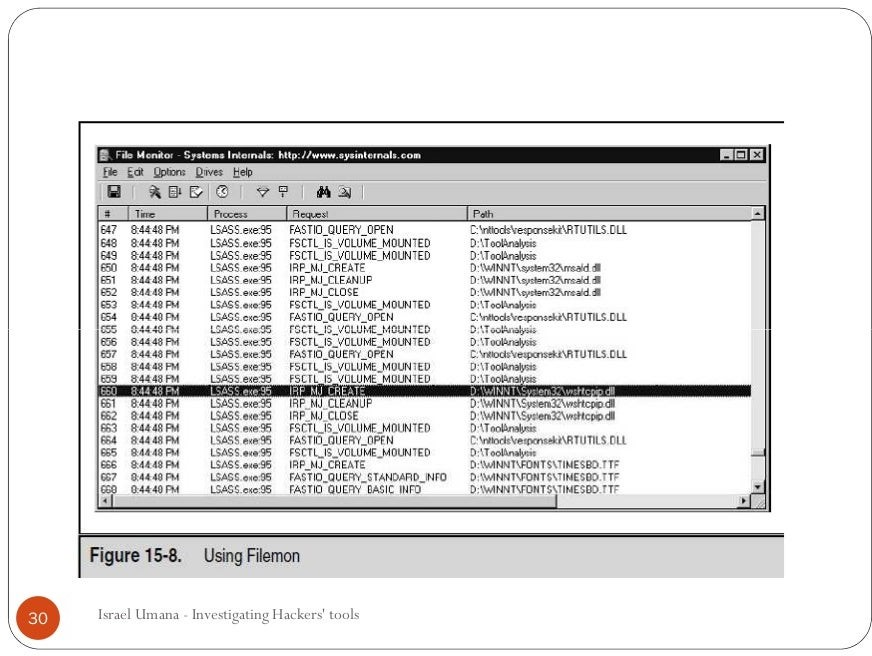 File Monitor - Systems Internals: http://www.sysinternals.com
File Edit Options Drives Help
# Time Process Request Path
647 8:44:48 PM LSASS.exe:95 FASTIO_QUERY_OPEN C:\nttools\responsekit\RTUTILS.DLL
648 8:44:48 PM LSASS.exe:95 FSCTL_IS_VOLUME_MOUNTED D:\ToolAnalysis
649 8:44:48 PM LSASS.exe:95 FSCTL_IS_VOLUME_MOUNTED D:\ToolAnalysis
650 8:44:48 PM LSASS.exe:95 IRP_MJ_CREATE D:\WINNT\system32\msafd.dll
651 8:44:48 PM LSASS.exe:95 IRP_MJ_CLEANUP D:\WINNT\system32\msafd.dll
652 8:44:48 PM LSASS.exe:95 IRP_MJ_CLOSE D:\WINNT\system32\msafd.dll
653 8:44:48 PM LSASS.exe:95 FSCTL_IS_VOLUME_MOUNTED D:\ToolAnalysis
654 8:44:48 PM LSASS.exe:95 FASTIO_QUERY_OPEN C:\nttools\responsekit\RTUTILS.DLL
655 8:44:48 PM LSASS.exe:95 FSCTL_IS_VOLUME_MOUNTED D:\ToolAnalysis
656 8:44:48 PM LSASS.exe:95 FSCTL_IS_VOLUME_MOUNTED D:\ToolAnalysis
657 8:44:48 PM LSASS.exe:95 FASTIO_QUERY_OPEN C:\nttools\responsekit\RTUTILS.DLL
658 8:44:48 PM LSASS.exe:95 FSCTL_IS_VOLUME_MOUNTED D:\ToolAnalysis
659 8:44:48 PM LSASS.exe:95 FSCTL_IS_VOLUME_MOUNTED D:\ToolAnalysis
660 8:44:48 PM LSASS.exe:95 IRP_MJ_CREATE D:\WINNT\System32\wshtcpip.dll
661 8:44:48 PM LSASS.exe:95 IRP_MJ_CLEANUP D:\WINNT\System32\wshtcpip.dll
662 8:44:48 PM LSASS.exe:95 IRP_MJ_CLOSE D:\WINNT\System32\wshtcpip.dll
663 8:44:48 PM LSASS.exe:95 FSCTL_IS_VOLUME_MOUNTED D:\ToolAnalysis
664 8:44:48 PM LSASS.exe:95 FASTIO_QUERY_OPEN C:\nttools\responsekit\RTUTILS.DLL
665 8:44:48 PM LSASS.exe:95 FSCTL_IS_VOLUME_MOUNTED D:\ToolAnalysis
666 8:44:48 PM LSASS.exe:95 IRP_MJ_CREATE D:\WINNT\FONTS\TIMESBD.TTF
667 8:44:48 PM LSASS.exe:95 FASTIO_QUERY_STANDARD_INFO D:\WINNT\FONTS\TIMESBD.TTF
668 8:44:48 PM LSASS.exe:95 FASTIO_QUERY_BASIC_INFO D:\WINNT\FONTS\TIMESBD.TTF
Figure 15-8. Using Filemon
30 Israel Umana - Investigating Hackers' tools